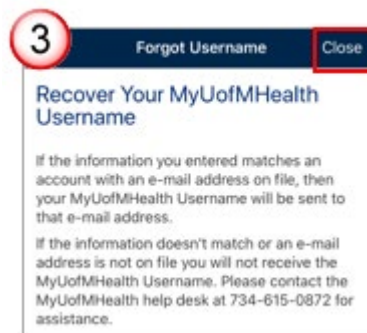 3
Forgot Username Close
Recover Your MyUofMHealth
Username
If the information you entered matches an
account with an e-mail address on file, then
your MyUofMHealth Username will be sent to
that e-mail address.
If the information doesn't match or an e-mail
address is not on file you will not receive the
MyUofMHealth Username. Please contact the
MyUofMHealth help desk at 734-615-0872 for
assistance.